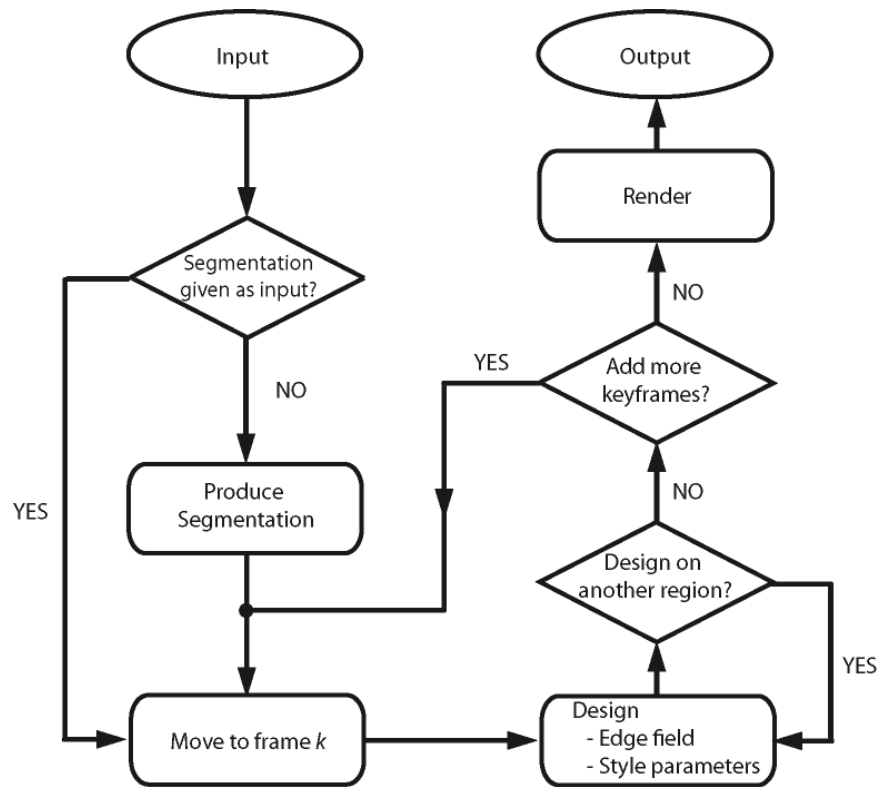 Input
Segmentation
given as input?
NO
YES
Produce
Segmentation
Move to frame k
Design
- Edge field
- Style parameters
Design on
another region?
YES
NO
Add more
keyframes?
YES
NO
Render
Output